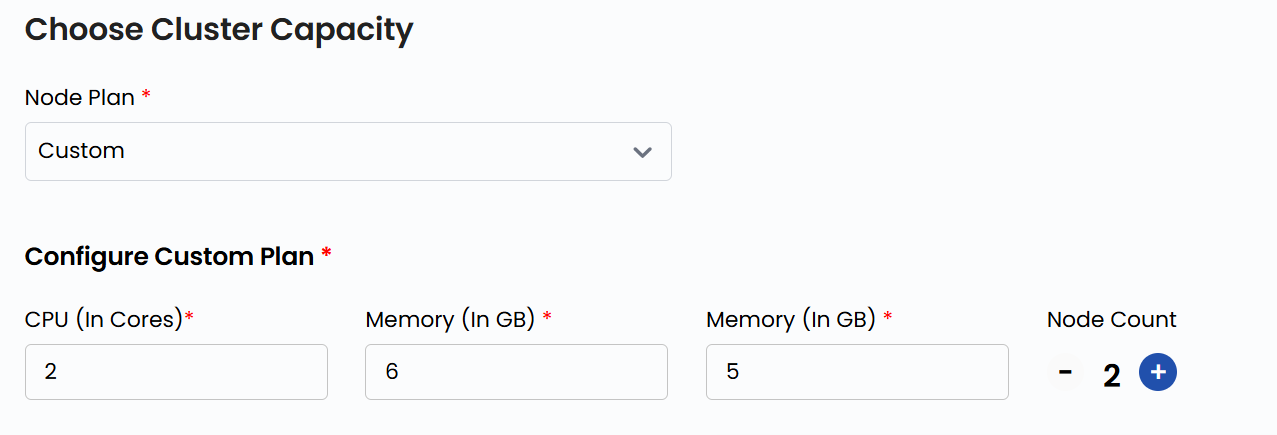 Choose Cluster Capacity
Node Plan *
Custom
Configure Custom Plan *
CPU (In Cores)* Memory (In GB) * Memory (In GB) * Node Count
2 6 5 - 2 +